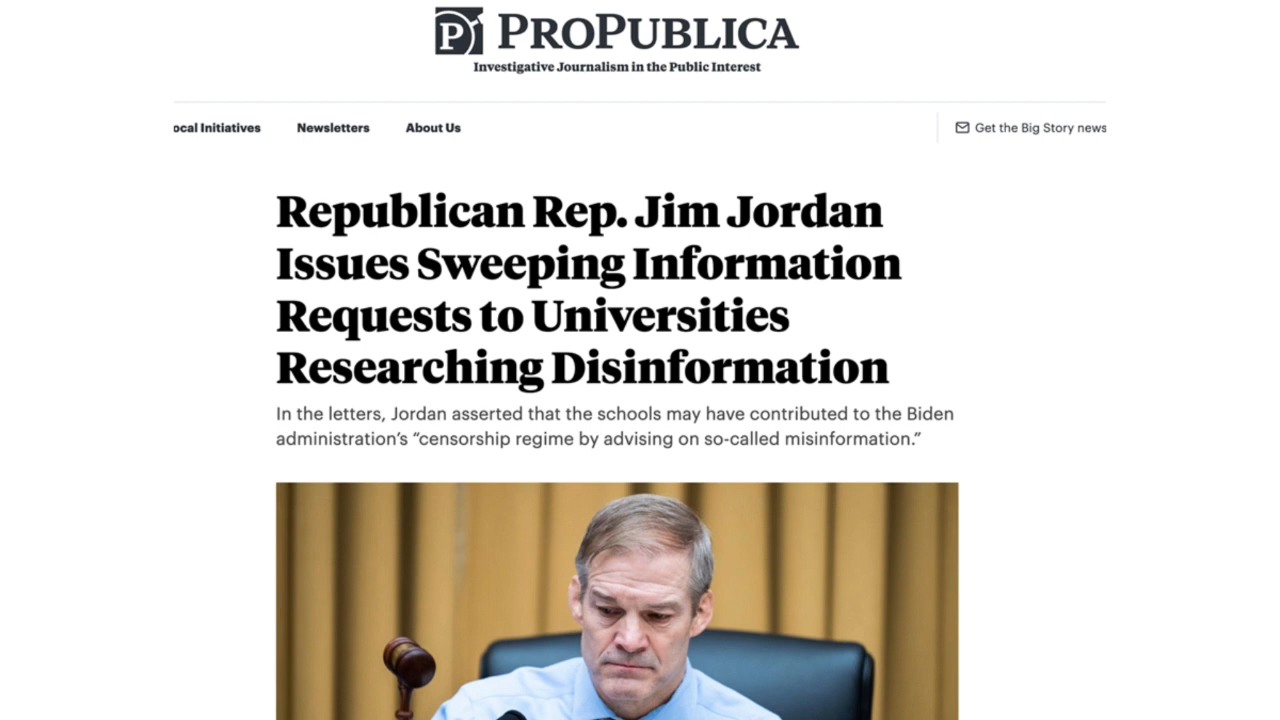 PROPUBLICA
Investigative Journalism in the Public Interest
ocal Initiatives
Newsletters
About Us
Get the Big Story news
Republican Rep. Jim Jordan
Issues Sweeping Information
Requests to Universities
Researching Disinformation
In the letters, Jordan asserted that the schools may have contributed to the Biden
administration’s “censorship regime by advising on so-called misinformation.”